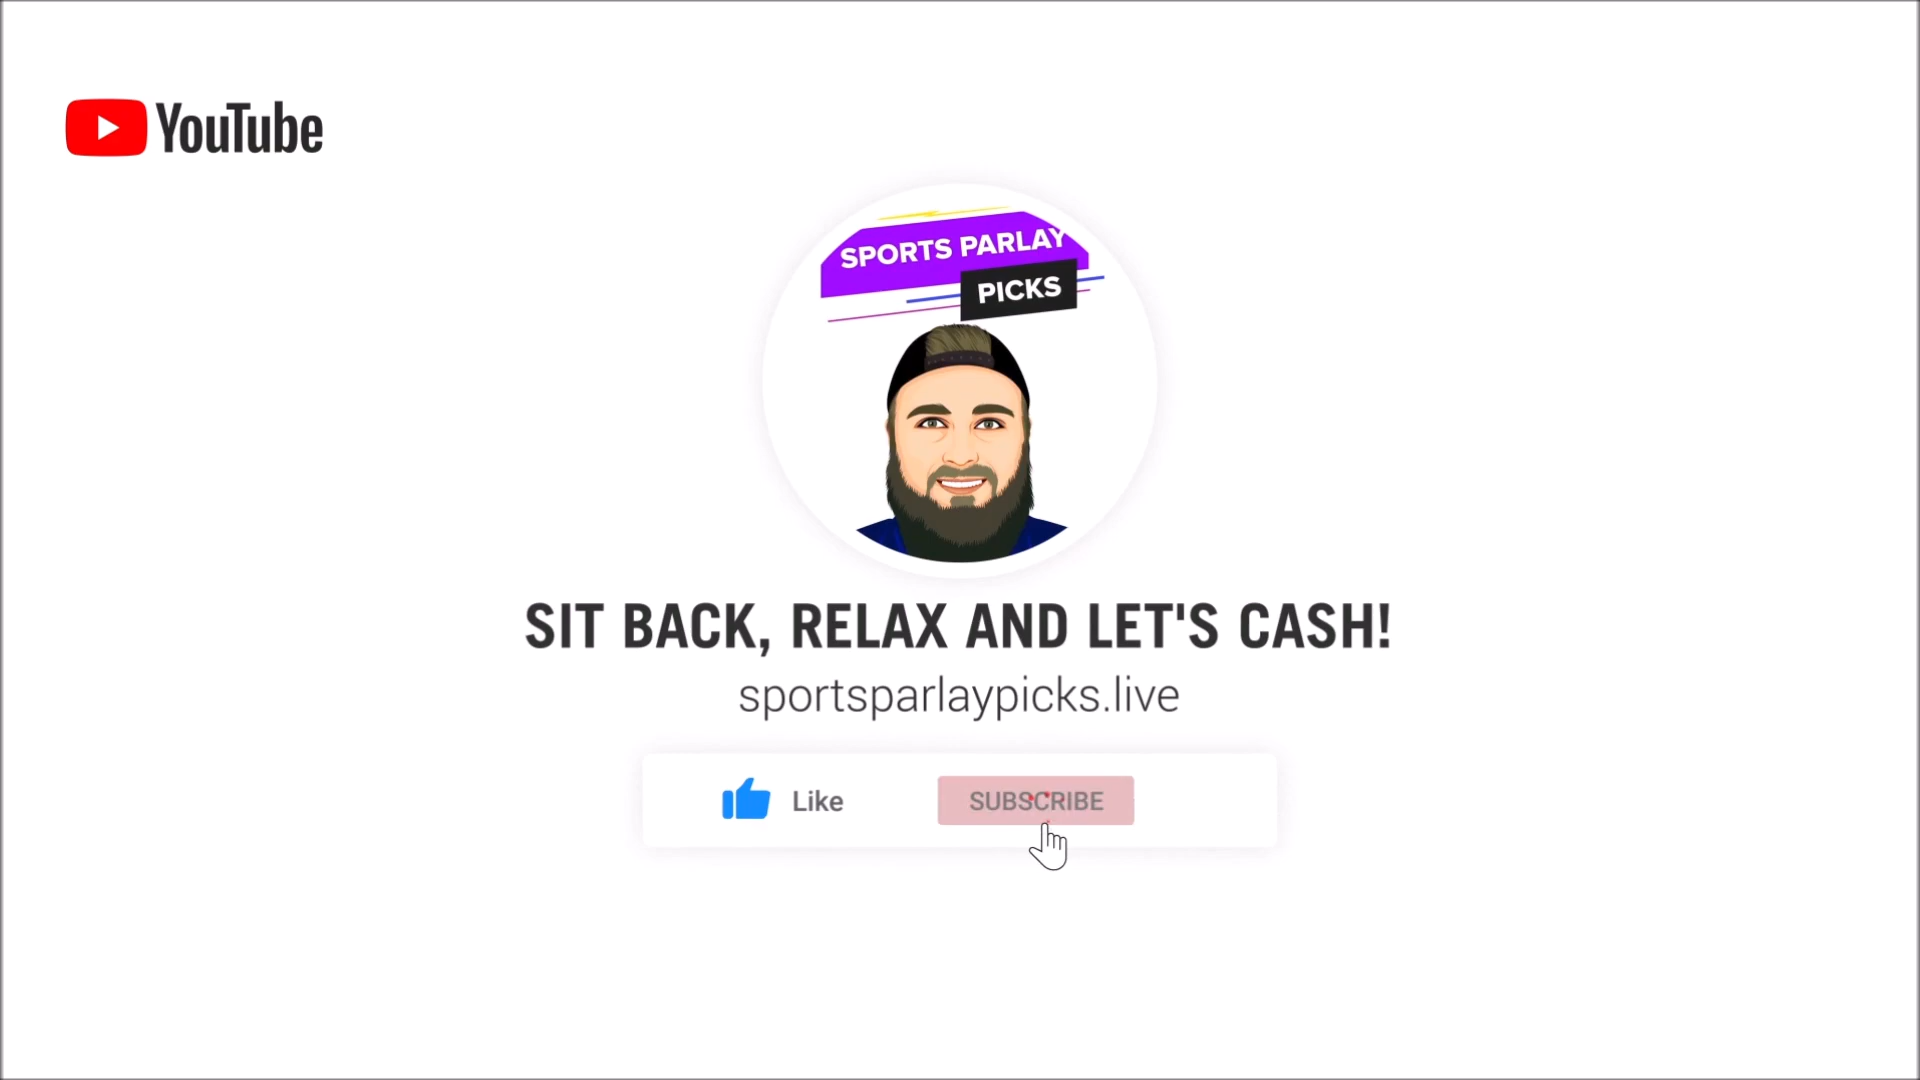 YouTube
SPORTS PARLAY
PICKS
SIT BACK, RELAX AND LET'S CASH!
sportsparlaypicks.live
Like
SUBSCRIBE